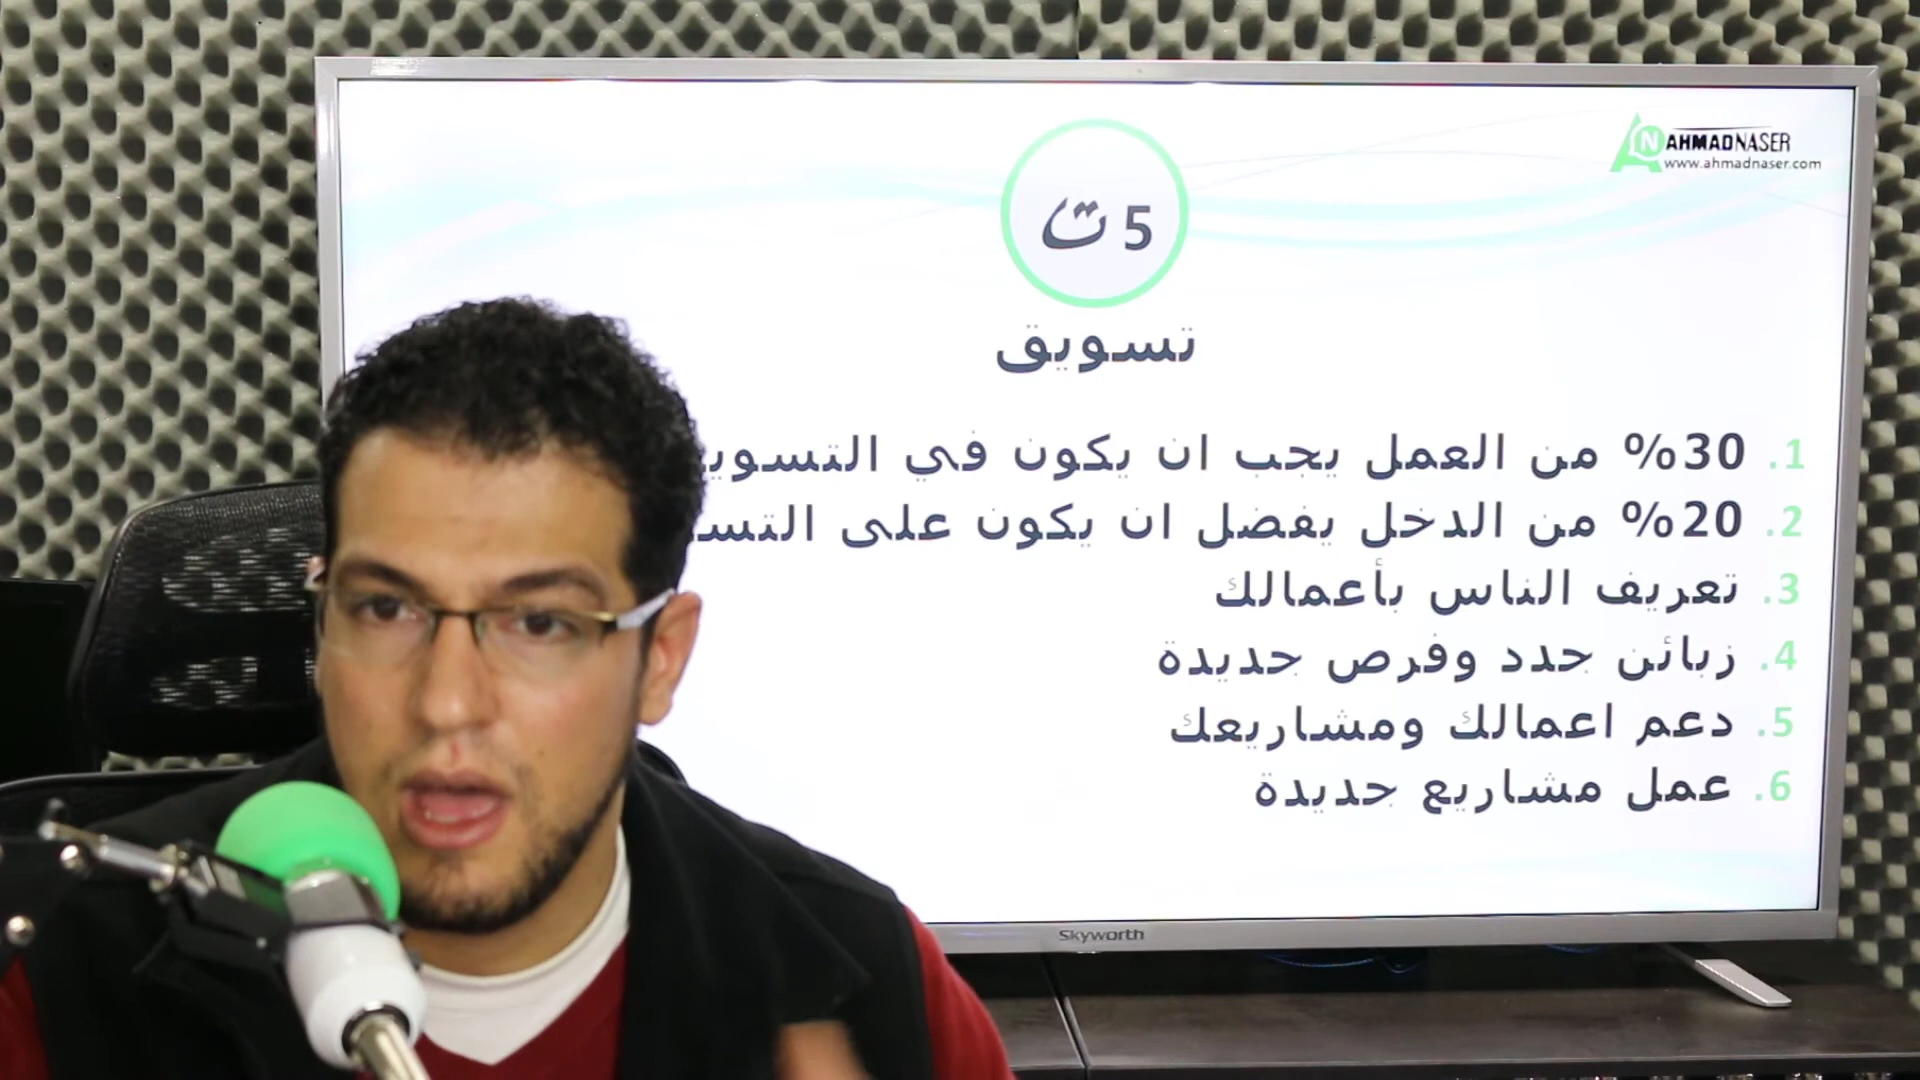 AHMADNASER
www.ahmadnaser.com
5 ت
تسويق
1. 30% من العمل يجب ان يكون في
2. 20% من الدخل يفضل ان يكون على
3. تعريف الناس بأعمالك
4. زبائن جدد وفرص جديدة
5. دعم اعمالك ومشاريعك
6. عمل مشاريع جديدة
Skyworth